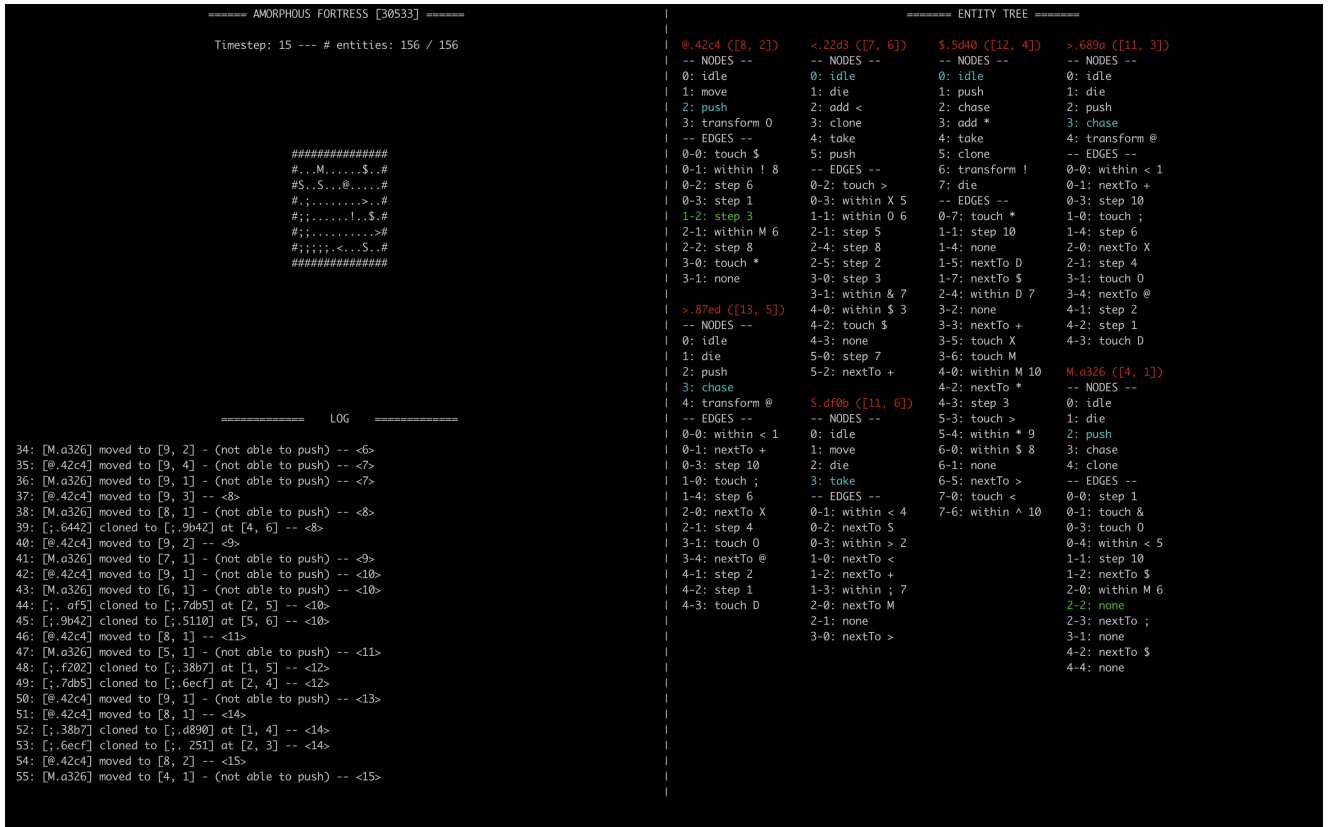 ====== AMORPHOUS FORTRESS [30533] ======
Timestep: 15 --- # entities: 156 / 156
###############
#...M......$..#
#S..S...@.....#
#.;........>..#
#;;......!..$.#
#;;..........>#
#;;;;;.<...S..#
###############
============= LOG =============
34: [M.a326] moved to [9, 2] - (not able to push) -- <6>
35: [@.42c4] moved to [9, 4] - (not able to push) -- <7>
36: [M.a326] moved to [9, 1] - (not able to push) -- <7>
37: [@.42c4] moved to [9, 3] -- <8>
38: [M.a326] moved to [8, 1] - (not able to push) -- <8>
39: [;.6442] cloned to [;.9b42] at [4, 6] -- <8>
40: [@.42c4] moved to [9, 2] -- <9>
41: [M.a326] moved to [7, 1] - (not able to push) -- <9>
42: [@.42c4] moved to [9, 1] - (not able to push) -- <10>
43: [M.a326] moved to [6, 1] - (not able to push) -- <10>
44: [;. af5] cloned to [;.7db5] at [2, 5] -- <10>
45: [;.9b42] cloned to [;.5110] at [5, 6] -- <10>
46: [@.42c4] moved to [8, 1] -- <11>
47: [M.a326] moved to [5, 1] - (not able to push) -- <11>
48: [;.f202] cloned to [;.38b7] at [1, 5] -- <12>
49: [;.7db5] cloned to [;.6ecf] at [2, 4] -- <12>
50: [@.42c4] moved to [9, 1] - (not able to push) -- <13>
51: [@.42c4] moved to [8, 1] -- <14>
52: [;.38b7] cloned to [;.d890] at [1, 4] -- <14>
53: [;.6ecf] cloned to [;. 251] at [2, 3] -- <14>
54: [@.42c4] moved to [8, 2] -- <15>
55: [M.a326] moved to [4, 1] - (not able to push) -- <15>
======= ENTITY TREE =======
@.42c4 ([8, 2])
-- NODES --
0: idle
1: move
2: push
3: transform O
-- EDGES --
0-0: touch $
0-1: within ! 8
0-2: step 6
0-3: step 1
1-2: step 3
2-1: within M 6
2-2: step 8
3-0: touch *
3-1: none
>.87ed ([13, 5])
-- NODES --
0: idle
1: die
2: push
3: chase
4: transform @
-- EDGES --
0-0: within < 1
0-1: nextTo +
0-3: step 10
1-0: touch ;
1-4: step 6
2-0: nextTo X
2-1: step 4
3-1: touch O
3-4: nextTo @
4-1: step 2
4-2: step 1
4-3: touch D
<.22d3 ([7, 6])
-- NODES --
0: idle
1: die
2: add <
3: clone
4: take
5: push
-- EDGES --
0-2: touch >
0-3: within X 5
1-1: within O 6
2-1: step 5
2-4: step 8
2-5: step 2
3-0: step 3
3-1: within & 7
4-0: within $ 3
4-2: touch $
4-3: none
5-0: step 7
5-2: nextTo +
S.df0b ([11, 6])
-- NODES --
0: idle
1: move
2: die
3: take
-- EDGES --
0-1: within < 4
0-2: nextTo S
0-3: within > 2
1-0: nextTo <
1-2: nextTo +
1-3: within ; 7
2-0: nextTo M
2-1: none
3-0: nextTo >
$.5d40 ([12, 4])
-- NODES --
0: idle
1: push
2: chase
3: add *
4: take
5: clone
6: transform !
7: die
-- EDGES --
0-7: touch *
1-1: step 10
1-4: none
1-5: nextTo D
1-7: nextTo $
2-4: within D 7
3-2: none
3-3: nextTo +
3-5: touch X
3-6: touch M
4-0: within M 10
4-2: nextTo *
4-3: step 3
5-3: touch >
5-4: within * 9
6-0: within $ 8
6-1: none
6-5: nextTo >
7-0: touch <
7-6: within ^ 10
>.689a ([11, 3])
-- NODES --
0: idle
1: die
2: push
3: chase
4: transform @
-- EDGES --
0-0: within < 1
0-1: nextTo +
0-3: step 10
1-0: touch ;
1-4: step 6
2-0: nextTo X
2-1: step 4
3-1: touch O
3-4: nextTo @
4-1: step 2
4-2: step 1
4-3: touch D
M.a326 ([4, 1])
-- NODES --
0: idle
1: die
2: push
3: chase
4: clone
-- EDGES --
0-0: step 1
0-1: touch &
0-3: touch O
0-4: within < 5
1-1: step 10
1-2: nextTo $
2-0: within M 6
2-2: none
2-3: nextTo ;
3-1: none
4-2: nextTo $
4-4: none